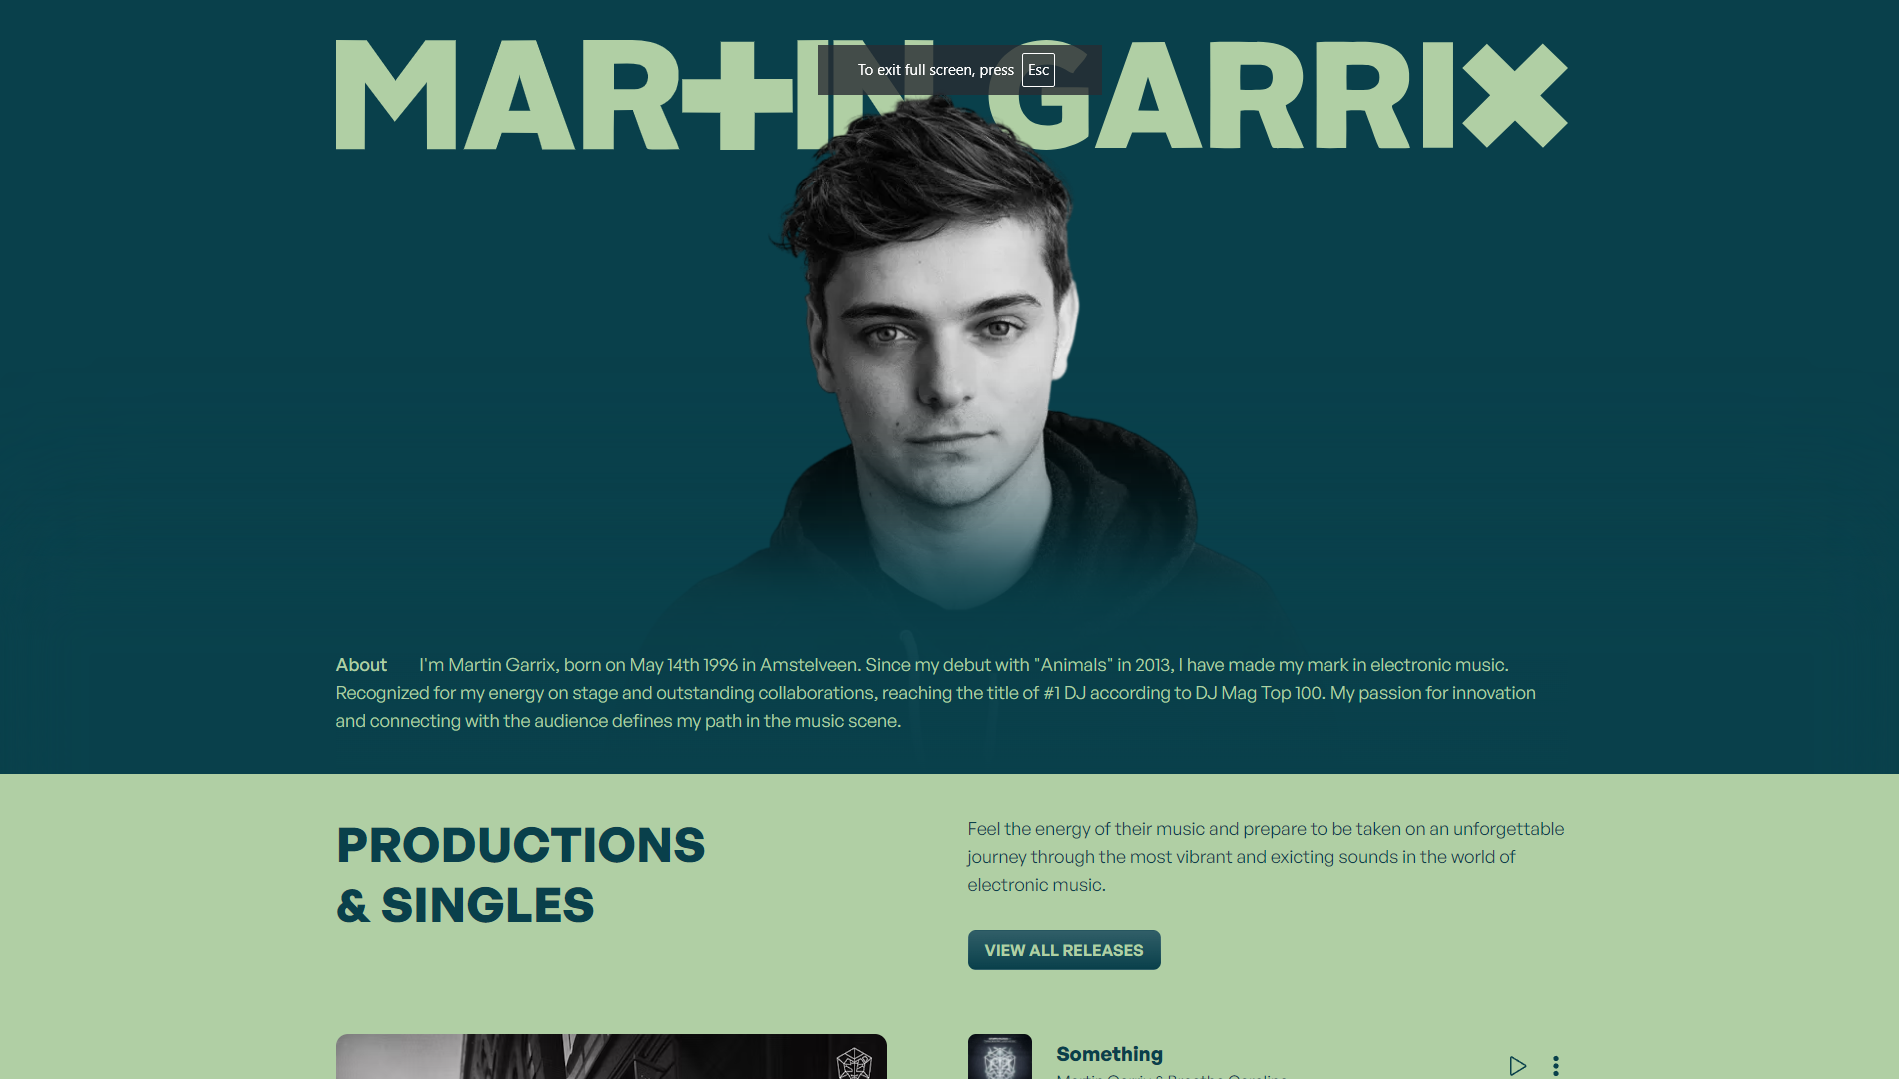 MARTIN GARRIX
To exit full screen, press Esc
About I'm Martin Garrix, born on May 14th 1996 in Amstelveen. Since my debut with "Animals" in 2013, I have made my mark in electronic music.
Recognized for my energy on stage and outstanding collaborations, reaching the title of #1 DJ according to DJ Mag Top 100. My passion for innovation
and connecting with the audience defines my path in the music scene.
PRODUCTIONS
& SINGLES
Feel the energy of their music and prepare to be taken on an unforgettable
journey through the most vibrant and exicting sounds in the world of
electronic music.
VIEW ALL RELEASES
Something
Martin Garrix & Breathe Carolina